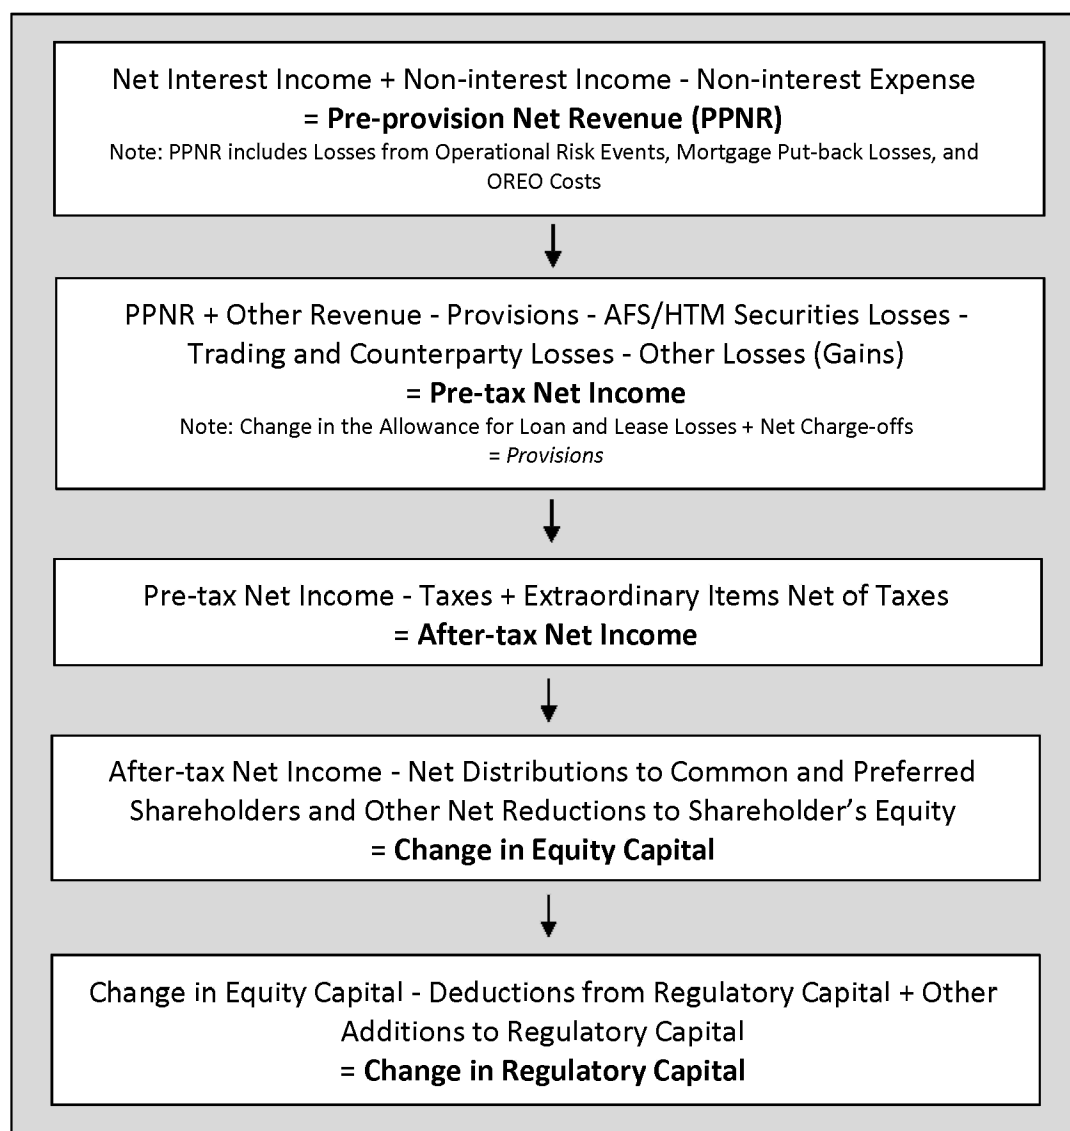 Net Interest Income + Non-interest Income - Non-interest Expense
= Pre-provision Net Revenue (PPNR)
Note: PPNR includes Losses from Operational Risk Events, Mortgage Put-back Losses, and
OREO Costs
PPNR + Other Revenue - Provisions - AFS/HTM Securities Losses -
Trading and Counterparty Losses - Other Losses (Gains)
= Pre-tax Net Income
Note: Change in the Allowance for Loan and Lease Losses + Net Charge-offs
= Provisions
Pre-tax Net Income - Taxes + Extraordinary Items Net of Taxes
= After-tax Net Income
After-tax Net Income - Net Distributions to Common and Preferred
Shareholders and Other Net Reductions to Shareholder’s Equity
= Change in Equity Capital
Change in Equity Capital - Deductions from Regulatory Capital + Other
Additions to Regulatory Capital
= Change in Regulatory Capital